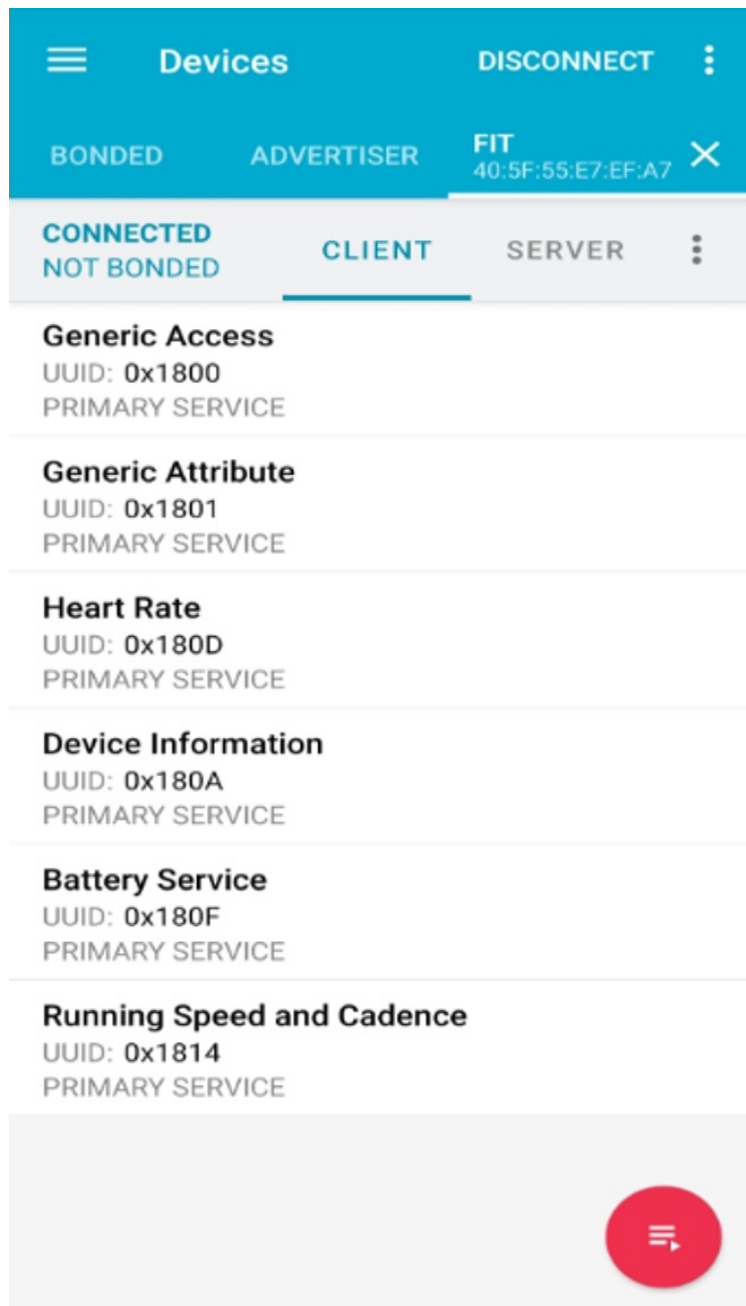 Devices
DISCONNECT
BONDED
ADVERTISER
FIT
40:5F:55:E7:EF:A7
CONNECTED
NOT BONDED
CLIENT
SERVER
Generic Access
UUID: 0x1800
PRIMARY SERVICE
Generic Attribute
UUID: 0x1801
PRIMARY SERVICE
Heart Rate
UUID: 0x180D
PRIMARY SERVICE
Device Information
UUID: 0x180A
PRIMARY SERVICE
Battery Service
UUID: 0x180F
PRIMARY SERVICE
Running Speed and Cadence
UUID: 0x1814
PRIMARY SERVICE